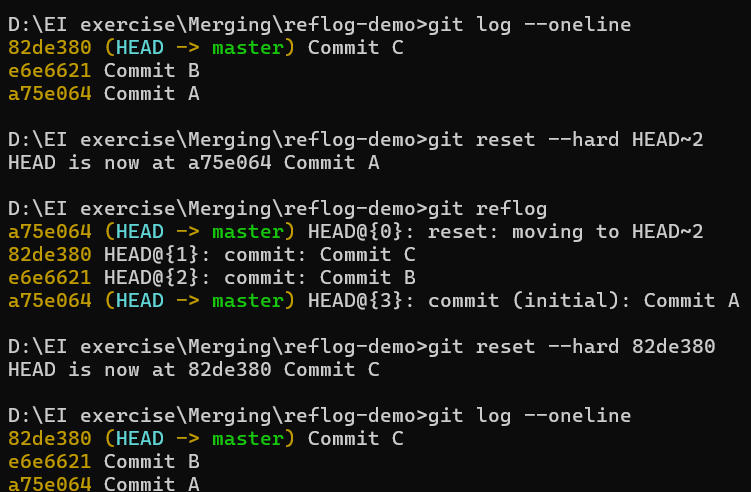 D:\EI exercise\Merging\reflog-demo>git log --oneline
82de380 (HEAD -> master) Commit C
e6e6621 Commit B
a75e064 Commit A
D:\EI exercise\Merging\reflog-demo>git reset --hard HEAD~2
HEAD is now at a75e064 Commit A
D:\EI exercise\Merging\reflog-demo>git reflog
a75e064 (HEAD -> master) HEAD@{0}: reset: moving to HEAD~2
82de380 HEAD@{1}: commit: Commit C
e6e6621 HEAD@{2}: commit: Commit B
a75e064 (HEAD -> master) HEAD@{3}: commit (initial): Commit A
D:\EI exercise\Merging\reflog-demo>git reset --hard 82de380
HEAD is now at 82de380 Commit C
D:\EI exercise\Merging\reflog-demo>git log --oneline
82de380 (HEAD -> master) Commit C
e6e6621 Commit B
a75e064 Commit A